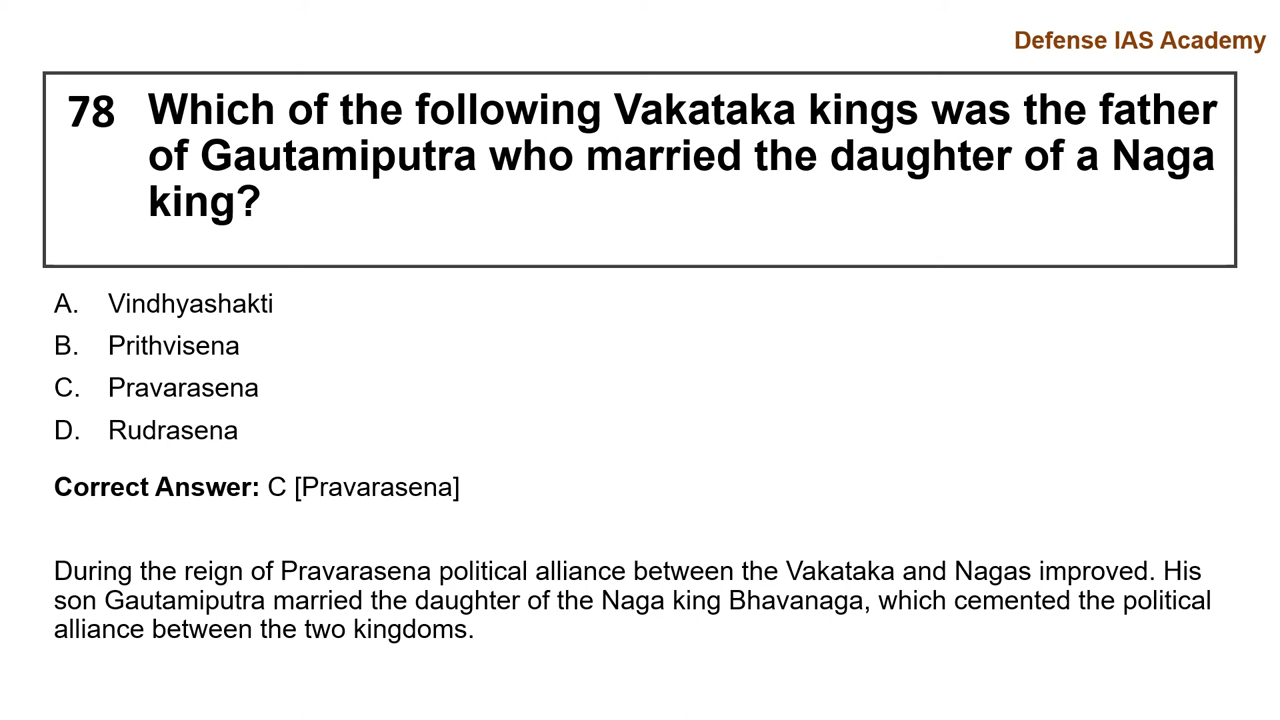 Defense IAS Academy
78 Which of the following Vakataka kings was the father
of Gautamiputra who married the daughter of a Naga
king?
A. Vindhyashakti
B. Prithvisena
C. Pravarasena
D. Rudrasena
Correct Answer: C [Pravarasena]
During the reign of Pravarasena political alliance between the Vakataka and Nagas improved. His
son Gautamiputra married the daughter of the Naga king Bhavanaga, which cemented the political
alliance between the two kingdoms.